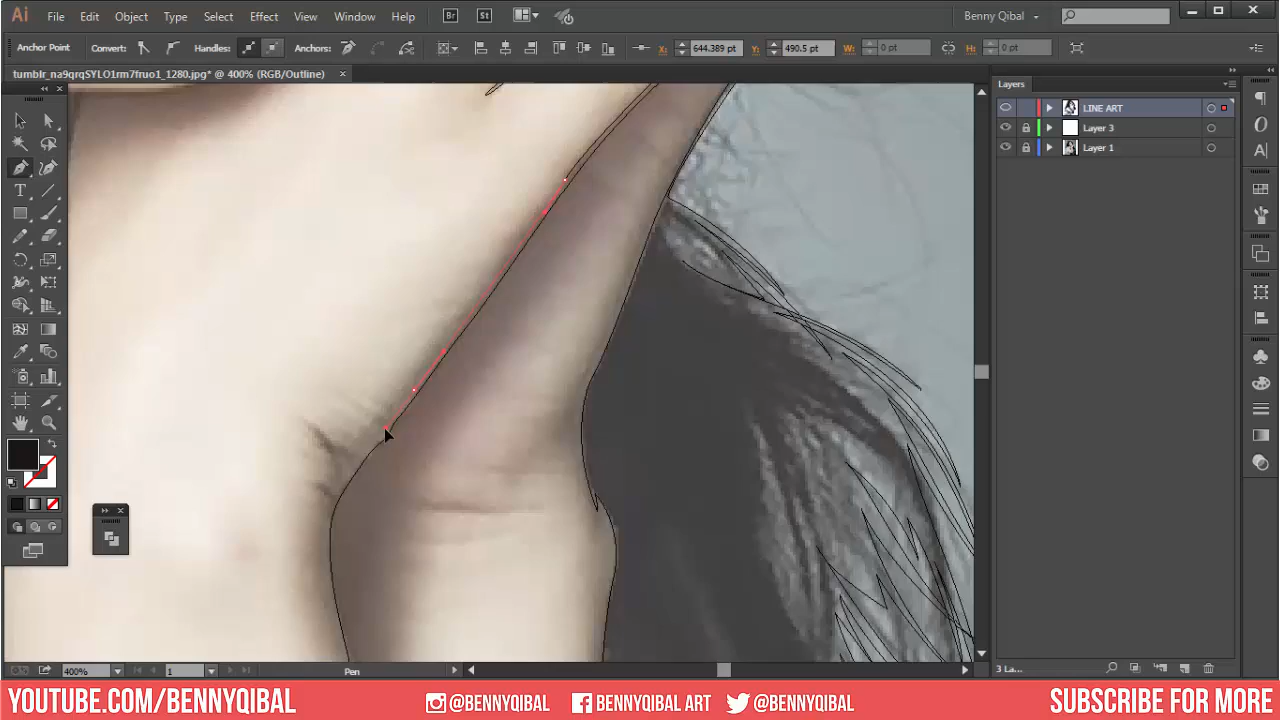 Ai File Edit Object Type Select Effect View Window Help Br St Benny Qibal
Anchor Point Convert: Handles: Anchors: X: 644.389 pt Y: 490.5 pt W: 0 pt H: 0 pt
tumblr_na9qrqSYLO1rm7fruo1_1280.jpg* @ 400% (RGB/Outline)
Layers
LINE ART
Layer 3
Layer 1
400% 1 Pen 3 La...
YOUTUBE.COM/BENNYQIBAL @BENNYQIBAL BENNYQIBAL ART @BENNYQIBAL SUBSCRIBE FOR MORE